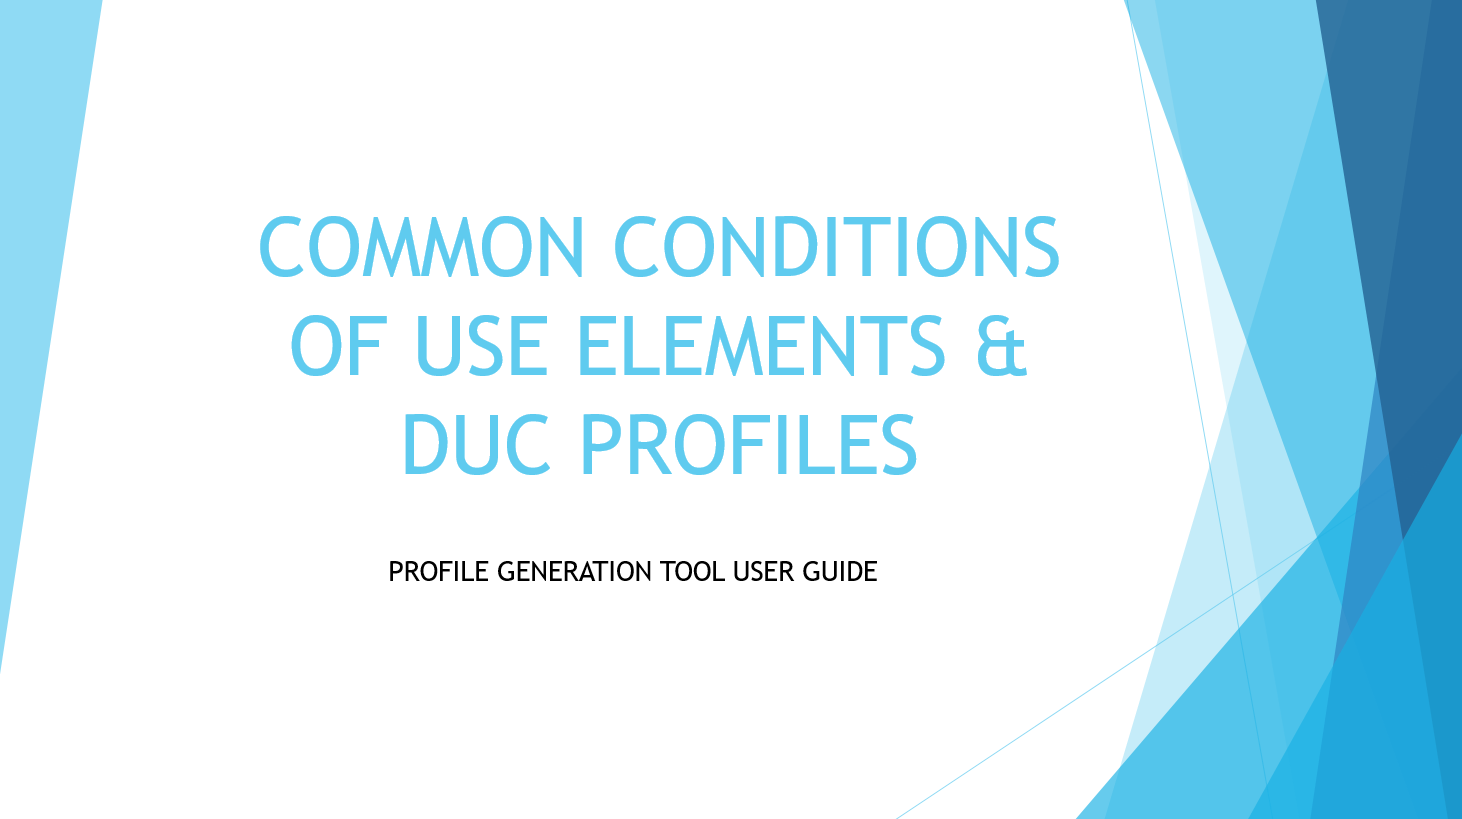 COMMON CONDITIONS
OF USE ELEMENTS &
DUC PROFILES
PROFILE GENERATION TOOL USER GUIDE